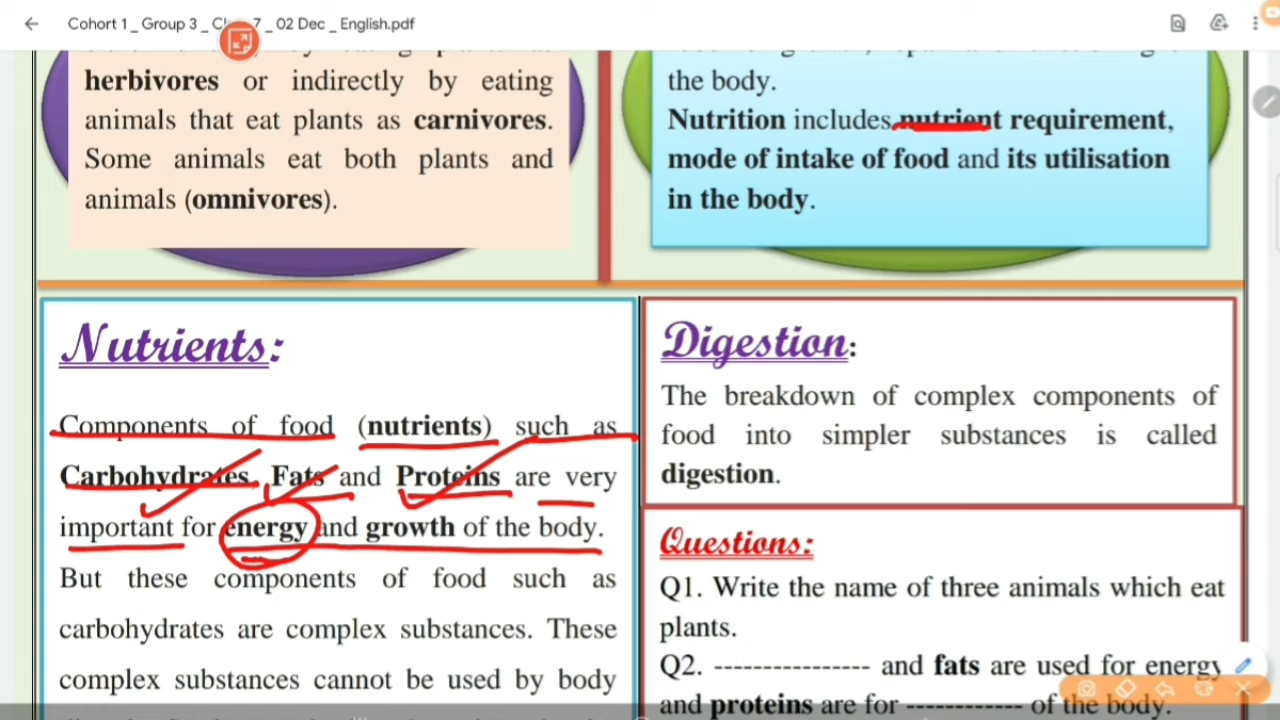 Cohort 1 _ Group 3 _ Cl 7 _ 02 Dec _ English.pdf
herbivores or indirectly by eating
animals that eat plants as carnivores.
Some animals eat both plants and
animals (omnivores).
the body.
Nutrition includes nutrient requirement,
mode of intake of food and its utilisation
in the body.
Nutrients:
Components of food (nutrients) such as
Carbohydrates, Fats and Proteins are very
important for energy and growth of the body.
But these components of food such as
carbohydrates are complex substances. These
complex substances cannot be used by body
Digestion:
The breakdown of complex components of
food into simpler substances is called
digestion.
Questions:
Q1. Write the name of three animals which eat
plants.
Q2. ---------------- and fats are used for energy
and proteins are for ------------ of the body.